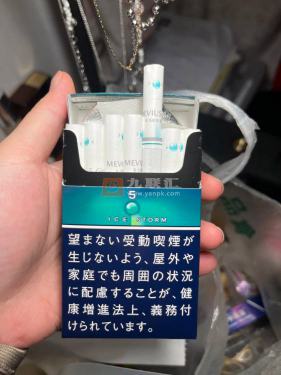 MEVIUS
九联汇
www.yanpk.com
5
ICE STORM
望まない受動喫煙が
生じないよう、屋外や
家庭でも周囲の状況
に配慮することが、健
康増進法上、義務付
けられています。